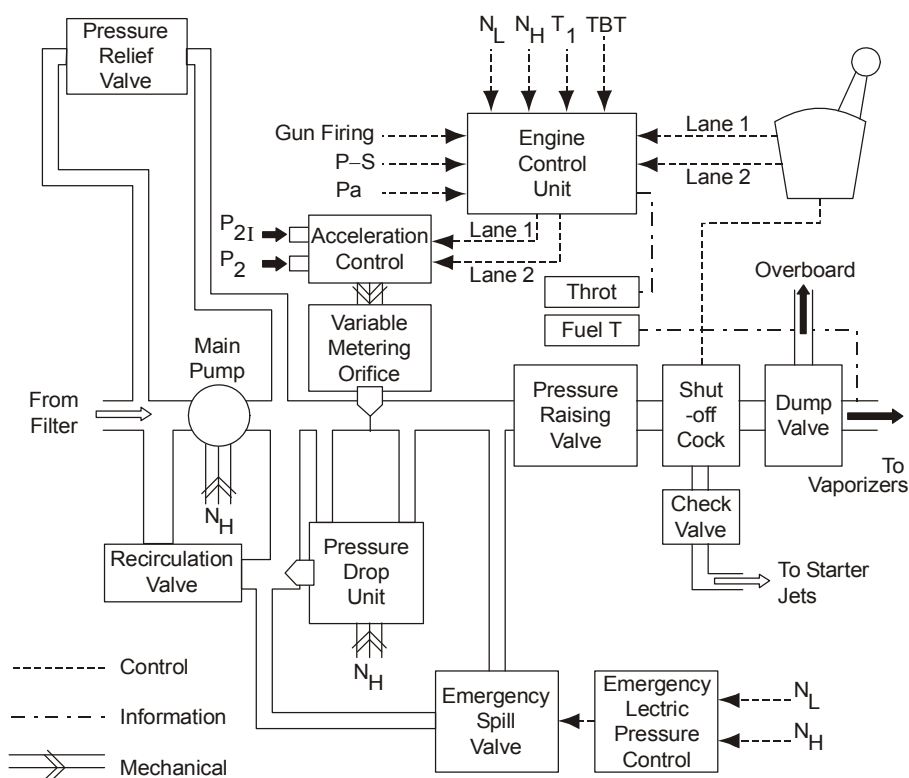 Pressure
Relief
Valve
N_L N_H T_1 TBT
Gun Firing
P–S
Pa
Engine
Control
Unit
Lane 1
Lane 2
P_2I
P_2
Acceleration
Control
Lane 1
Lane 2
Throt
Fuel T
Overboard
Variable
Metering
Orifice
Main
Pump
From
Filter
Pressure
Raising
Valve
Shut
-off
Cock
Dump
Valve
To
Vaporizers
N_H
Check
Valve
Recirculation
Valve
Pressure
Drop
Unit
To Starter
Jets
N_H
Control
Information
Mechanical
Emergency
Spill
Valve
Emergency
Lectric
Pressure
Control
N_L
N_H